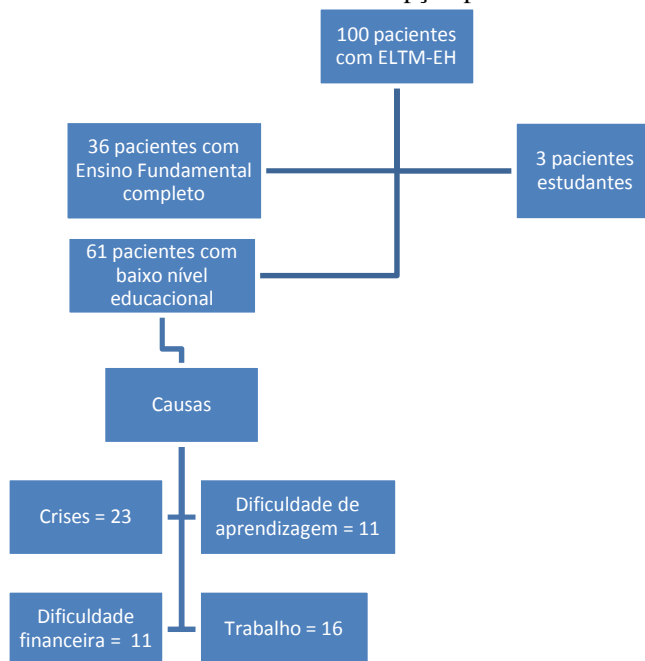 100 pacientes
com ELTM-EH
36 pacientes com
Ensino Fundamental
completo
3 pacientes
estudantes
61 pacientes com
baixo nível
educacional
Causas
Crises = 23
Dificuldade de
aprendizagem = 11
Dificuldade
financeira = 11
Trabalho = 16